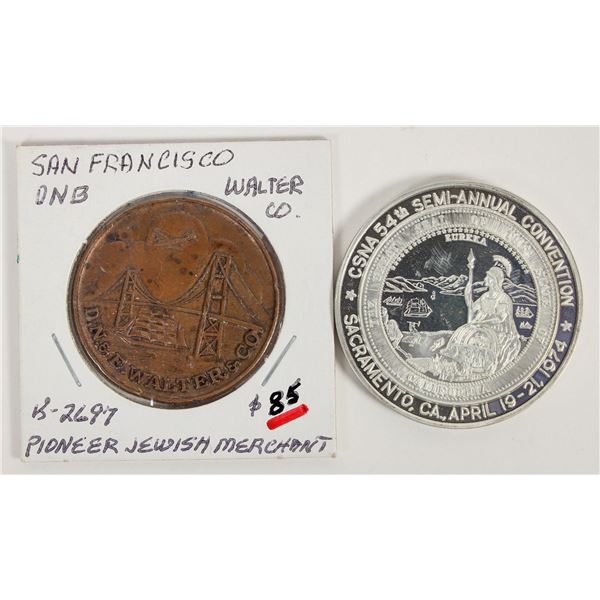 SAN FRANCISCO
DNB
WALTER CO.
D.N. & E. WALTER & CO.
K-2697
$ 85
PIONEER JEWISH MERCHANT
CSNA 54th SEMI-ANNUAL CONVENTION
SACRAMENTO, CA., APRIL 19-21, 1974
EUREKA